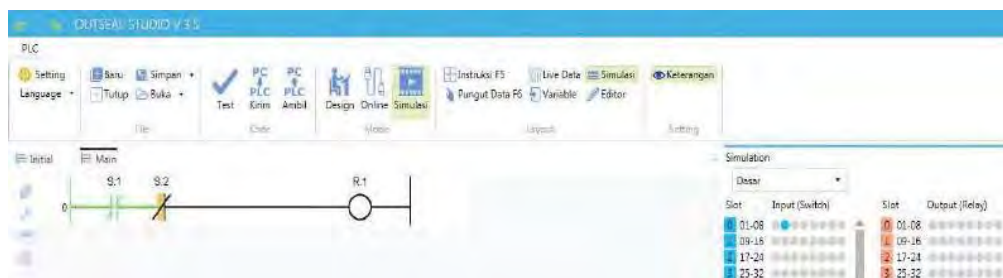 OUTSEAL STUDIO V 3.5
PLC
Setting Baru Simpan Test PC PLC Kirim PC PLC Ambil Design Online Simulasi Instruksi F5 Live Data Simulasi Keterangan
Language Tutup Buka Pungut Data F6 Variable Editor
File Code Mode Layout Setting
Initial Main
S.1 S.2 R.1
0
Simulation
Dasar
Slot Input (Switch) Slot Output (Relay)
0 01-08 0 01-08
1 09-16 1 09-16
2 17-24 2 17-24
3 25-32 3 25-32